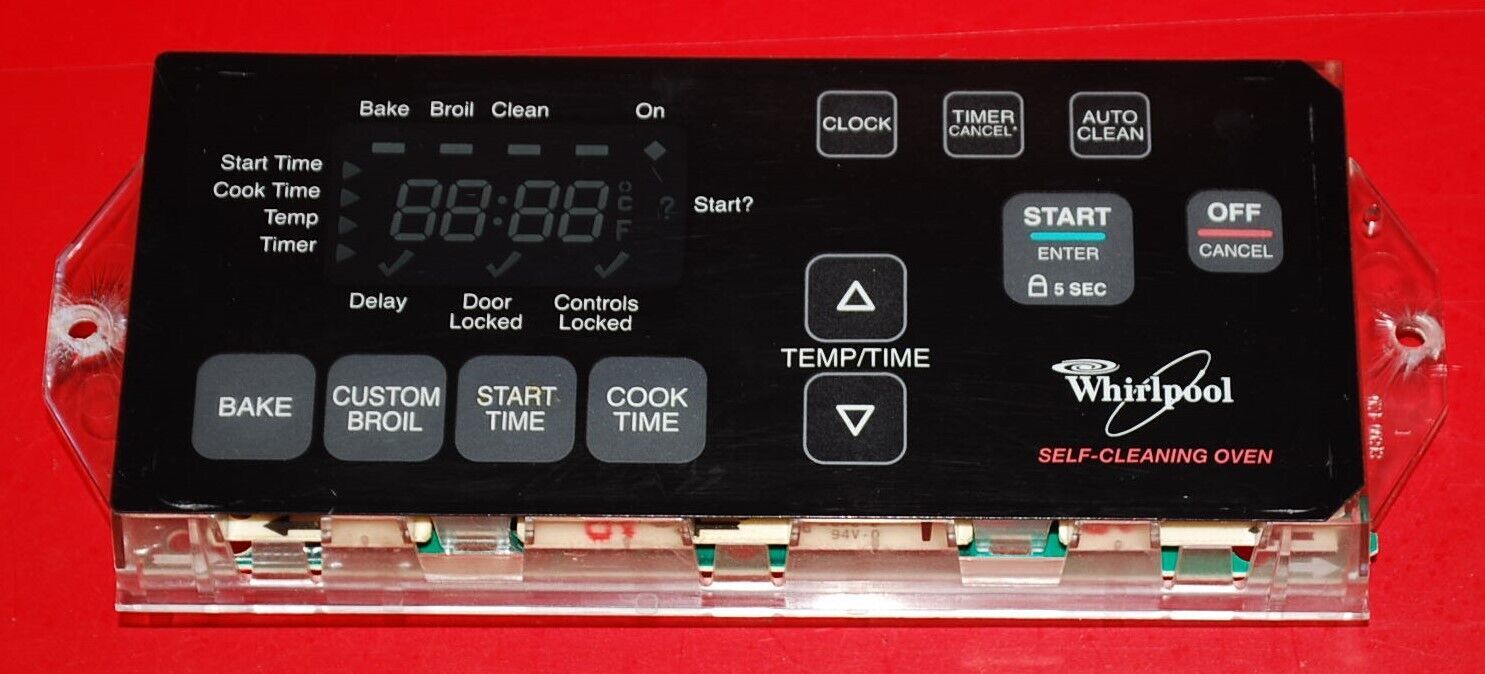 Bake Broil Clean On
Start Time
Cook Time
Temp
Timer
88:88
°
C
F
? Start?
Delay
Door
Locked
Controls
Locked
BAKE
CUSTOM
BROIL
START
TIME
COOK
TIME
CLOCK
TIMER
CANCEL*
AUTO
CLEAN
TEMP/TIME
START
ENTER
5 SEC
OFF
CANCEL
Whirlpool
SELF-CLEANING OVEN
94V-0